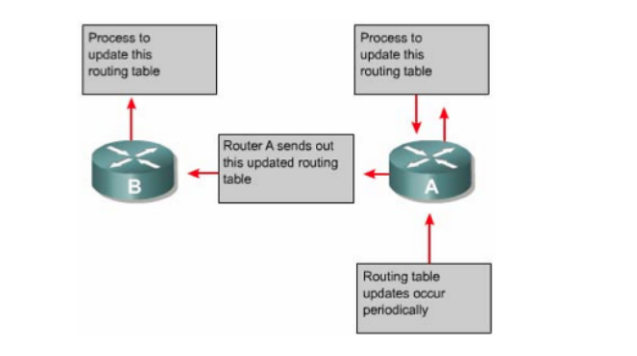 Process to
update this
routing table
Process to
update this
routing table
Router A sends out
this updated routing
table
B
A
Routing table
updates occur
periodically